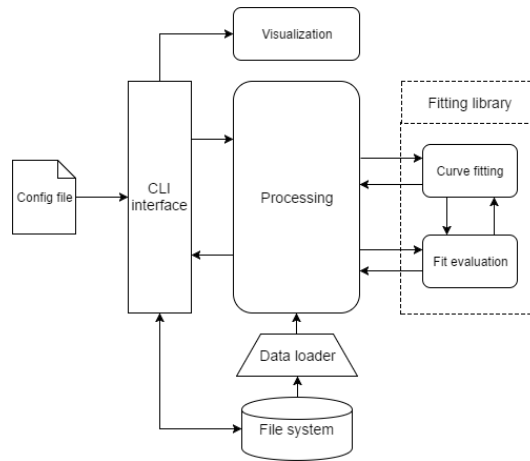 Visualization
Fitting library
Config file
CLI
interface
Processing
Curve fitting
Fit evaluation
Data loader
File system